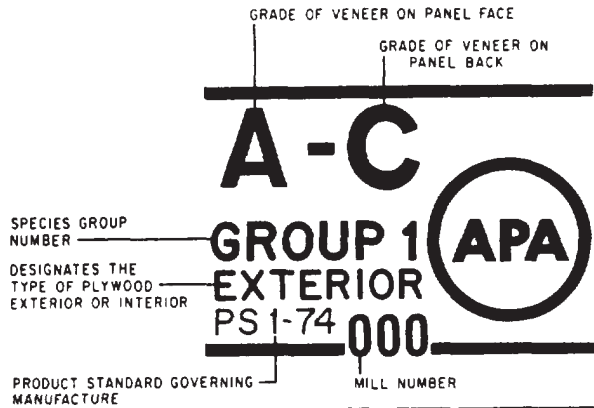 GRADE OF VENEER ON PANEL FACE
GRADE OF VENEER ON
PANEL BACK
A-C
SPECIES GROUP
NUMBER
GROUP 1
APA
DESIGNATES THE
TYPE OF PLYWOOD
EXTERIOR OR INTERIOR
EXTERIOR
PS 1-74
000
PRODUCT STANDARD GOVERNING
MANUFACTURE
MILL NUMBER